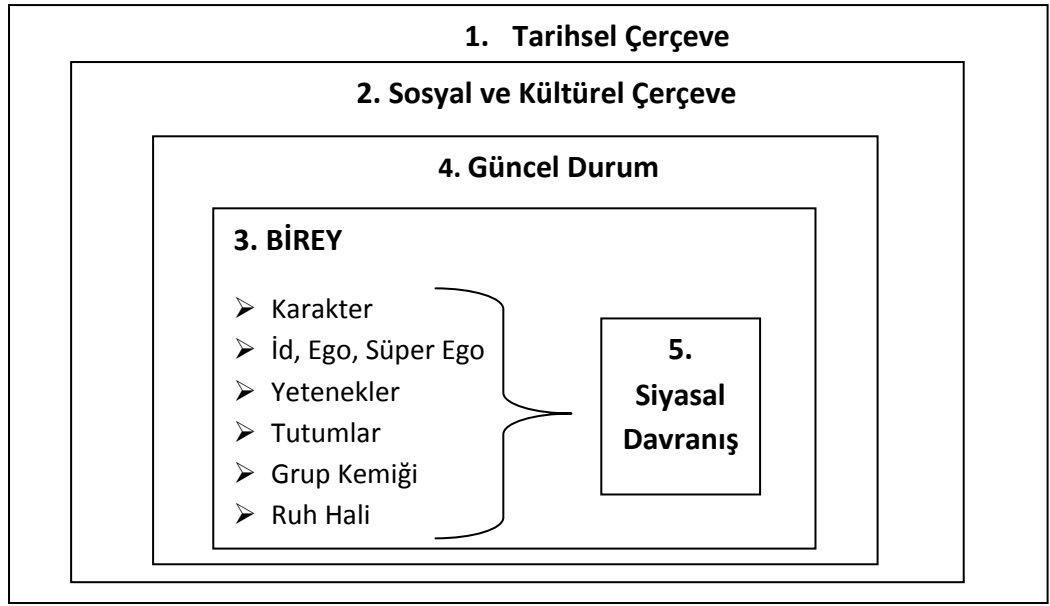 1. Tarihsel Çerçeve
2. Sosyal ve Kültürel Çerçeve
4. Güncel Durum
3. BİREY
➢ Karakter
➢ İd, Ego, Süper Ego
➢ Yetenekler
➢ Tutumlar
➢ Grup Kemiği
➢ Ruh Hali
5.
Siyasal
Davranış